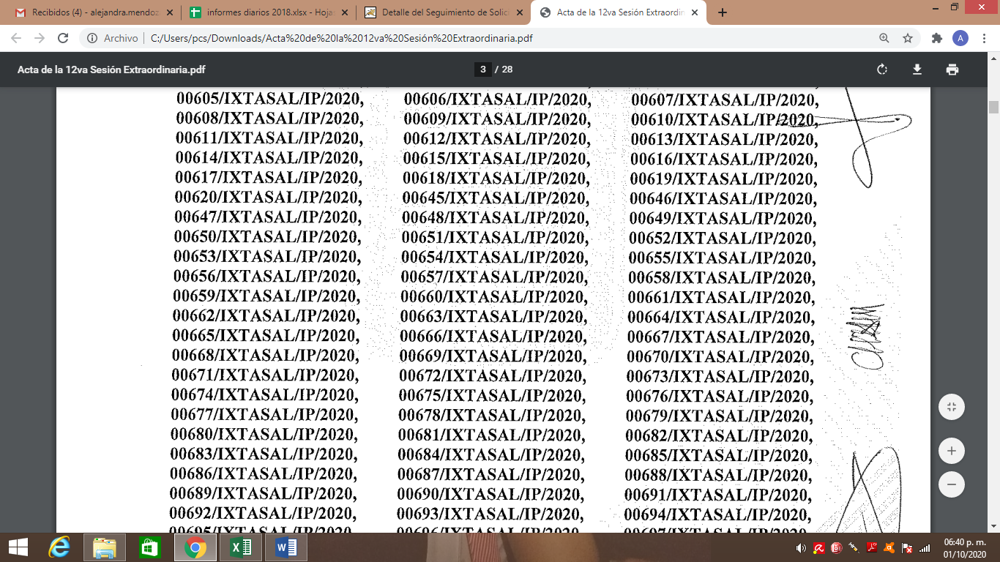 Recibidos (4) - alejandra.mendoz
informes diarios 2018.xlsx - Hoja
Detalle del Seguimiento de Solici
Acta de la 12va Sesión Extraordin
Archivo C:/Users/pcs/Downloads/Acta%20de%20la%2012va%20Sesión%20Extraordinaria.pdf A
Acta de la 12va Sesión Extraordinaria.pdf 3 / 28
00605/IXTASAL/IP/2020, 00606/IXTASAL/IP/2020, 00607/IXTASAL/IP/2020,
00608/IXTASAL/IP/2020, 00609/IXTASAL/IP/2020, 00610/IXTASAL/IP/2020,
00611/IXTASAL/IP/2020, 00612/IXTASAL/IP/2020, 00613/IXTASAL/IP/2020,
00614/IXTASAL/IP/2020, 00615/IXTASAL/IP/2020, 00616/IXTASAL/IP/2020,
00617/IXTASAL/IP/2020, 00618/IXTASAL/IP/2020, 00619/IXTASAL/IP/2020,
00620/IXTASAL/IP/2020, 00645/IXTASAL/IP/2020, 00646/IXTASAL/IP/2020,
00647/IXTASAL/IP/2020, 00648/IXTASAL/IP/2020, 00649/IXTASAL/IP/2020,
00650/IXTASAL/IP/2020, 00651/IXTASAL/IP/2020, 00652/IXTASAL/IP/2020,
00653/IXTASAL/IP/2020, 00654/IXTASAL/IP/2020, 00655/IXTASAL/IP/2020,
00656/IXTASAL/IP/2020, 00657/IXTASAL/IP/2020, 00658/IXTASAL/IP/2020,
00659/IXTASAL/IP/2020, 00660/IXTASAL/IP/2020, 00661/IXTASAL/IP/2020,
00662/IXTASAL/IP/2020, 00663/IXTASAL/IP/2020, 00664/IXTASAL/IP/2020,
00665/IXTASAL/IP/2020, 00666/IXTASAL/IP/2020, 00667/IXTASAL/IP/2020,
00668/IXTASAL/IP/2020, 00669/IXTASAL/IP/2020, 00670/IXTASAL/IP/2020,
00671/IXTASAL/IP/2020, 00672/IXTASAL/IP/2020, 00673/IXTASAL/IP/2020,
00674/IXTASAL/IP/2020, 00675/IXTASAL/IP/2020, 00676/IXTASAL/IP/2020,
00677/IXTASAL/IP/2020, 00678/IXTASAL/IP/2020, 00679/IXTASAL/IP/2020,
00680/IXTASAL/IP/2020, 00681/IXTASAL/IP/2020, 00682/IXTASAL/IP/2020,
00683/IXTASAL/IP/2020, 00684/IXTASAL/IP/2020, 00685/IXTASAL/IP/2020,
00686/IXTASAL/IP/2020, 00687/IXTASAL/IP/2020, 00688/IXTASAL/IP/2020,
00689/IXTASAL/IP/2020, 00690/IXTASAL/IP/2020, 00691/IXTASAL/IP/2020,
00692/IXTASAL/IP/2020, 00693/IXTASAL/IP/2020, 00694/IXTASAL/IP/2020,
00695/IXTASAL/IP/2020, 00696/IXTASAL/IP/2020, 00697/IXTASAL/IP/2020,
06:40 p. m.
01/10/2020